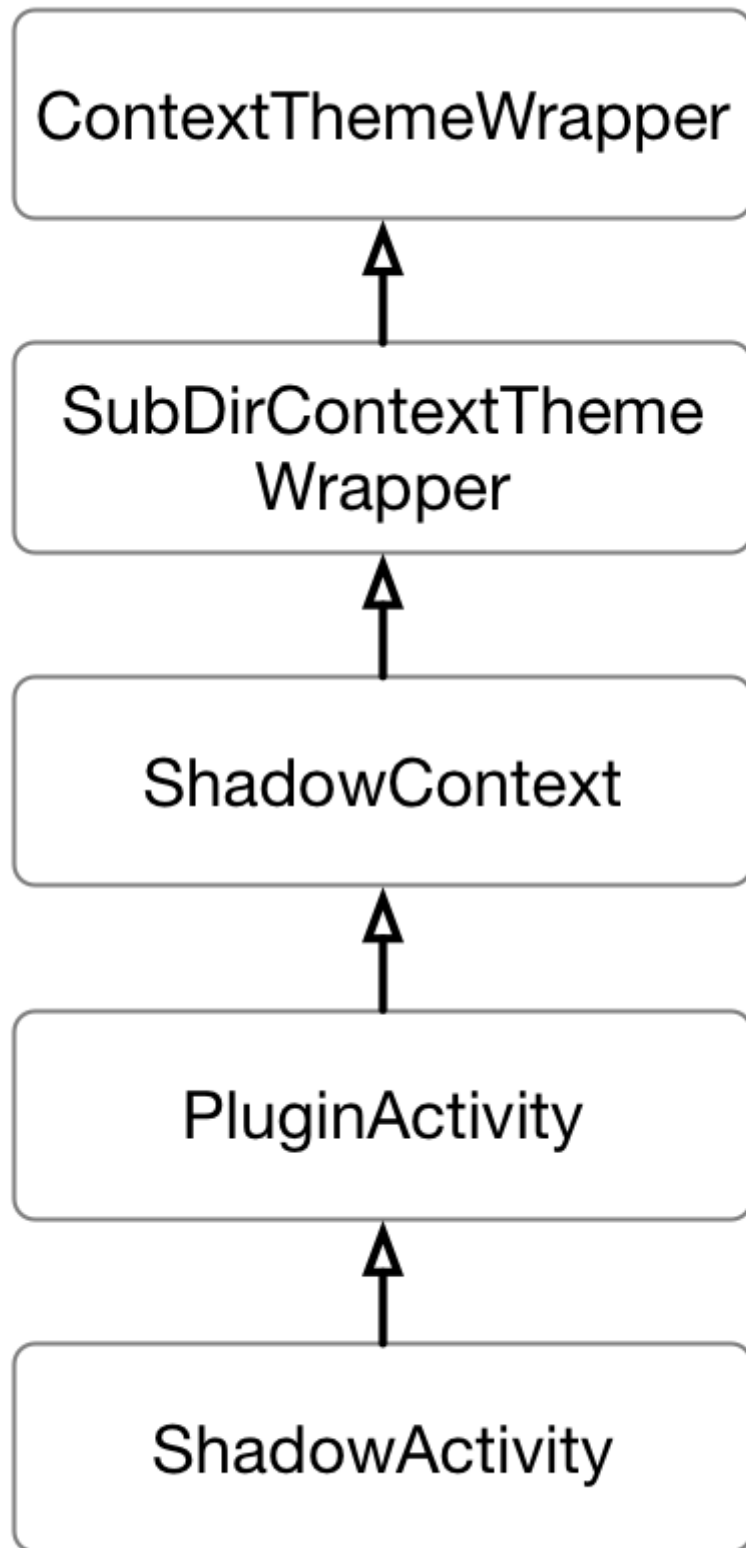 ContextThemeWrapper
SubDirContextTheme
Wrapper
ShadowContext
PluginActivity
ShadowActivity